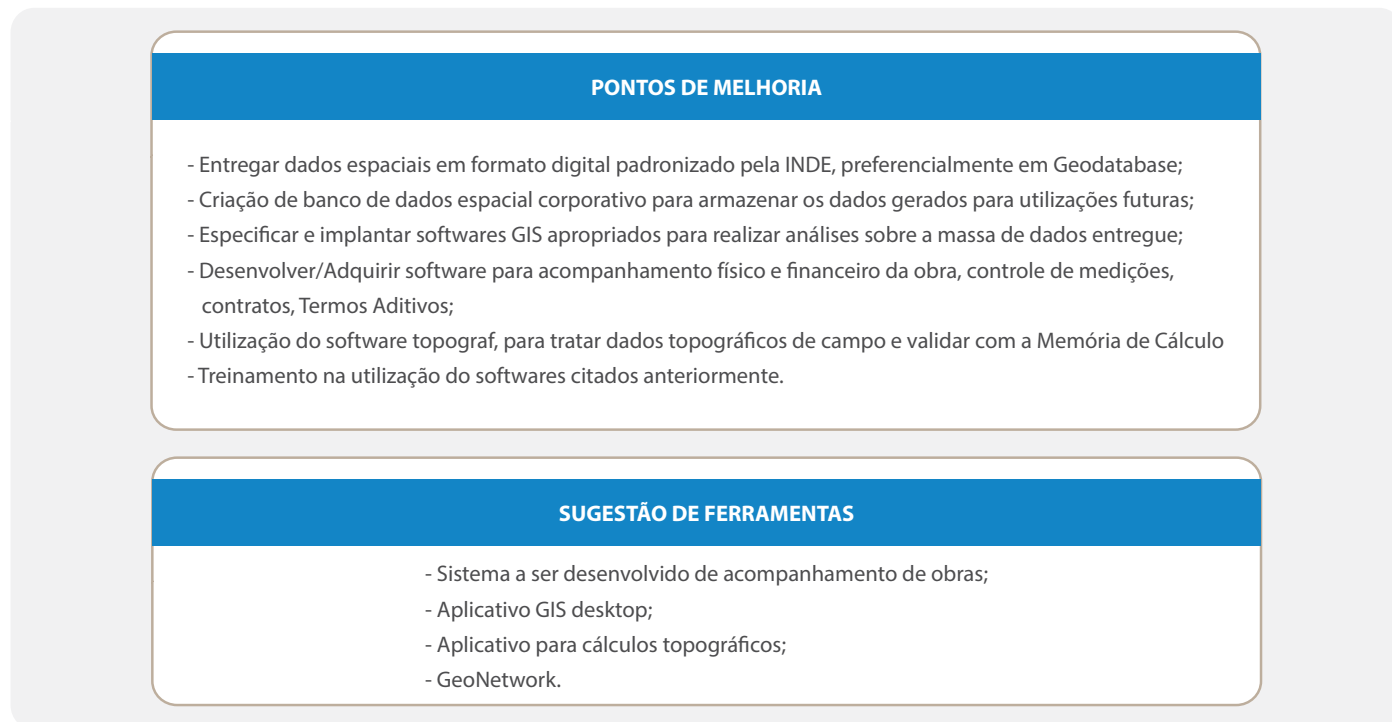 PONTOS DE MELHORIA
- Entregar dados espaciais em formato digital padronizado pela INDE, preferencialmente em Geodatabase;
- Criação de banco de dados espacial corporativo para armazenar os dados gerados para utilizações futuras;
- Especificar e implantar softwares GIS apropriados para realizar análises sobre a massa de dados entregue;
- Desenvolver/Adquirir software para acompanhamento físico e financeiro da obra, controle de medições,
contratos, Termos Aditivos;
- Utilização do software topograf, para tratar dados topográficos de campo e validar com a Memória de Cálculo
- Treinamento na utilização do softwares citados anteriormente.
SUGESTÃO DE FERRAMENTAS
- Sistema a ser desenvolvido de acompanhamento de obras;
- Aplicativo GIS desktop;
- Aplicativo para cálculos topográficos;
- GeoNetwork.